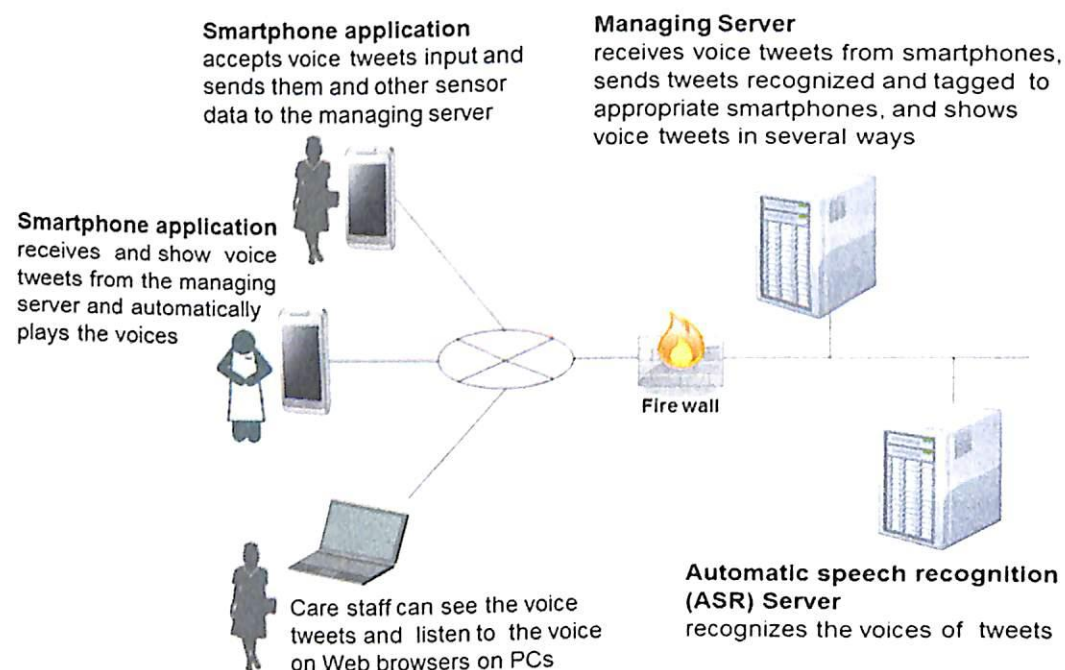 Smartphone application
accepts voice tweets input and
sends them and other sensor
data to the managing server
Managing Server
receives voice tweets from smartphones,
sends tweets recognized and tagged to
appropriate smartphones, and shows
voice tweets in several ways
Smartphone application
receives and show voice
tweets from the managing
server and automatically
plays the voices
Fire wall
Care staff can see the voice
tweets and listen to the voice
on Web browsers on PCs
Automatic speech recognition
(ASR) Server
recognizes the voices of tweets